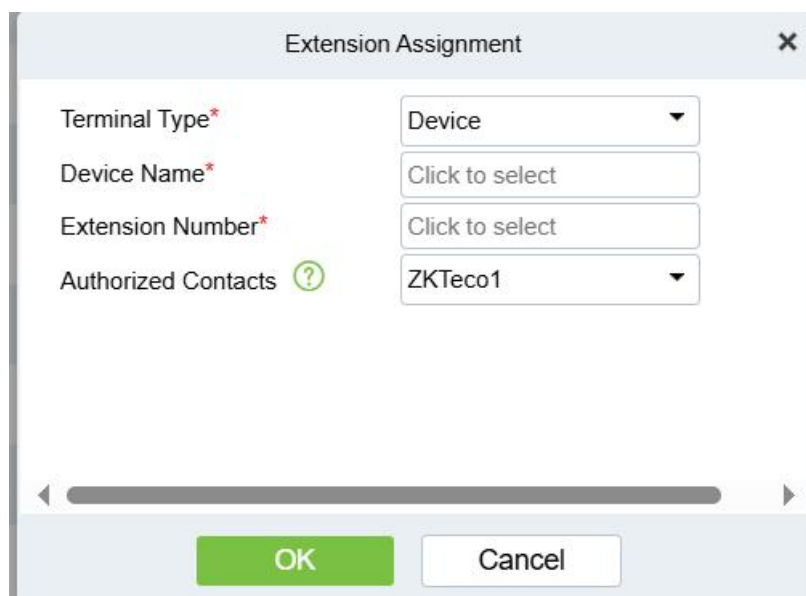 Extension Assignment
Terminal Type* Device
Device Name* Click to select
Extension Number* Click to select
Authorized Contacts ? ZKTeco1
OK Cancel